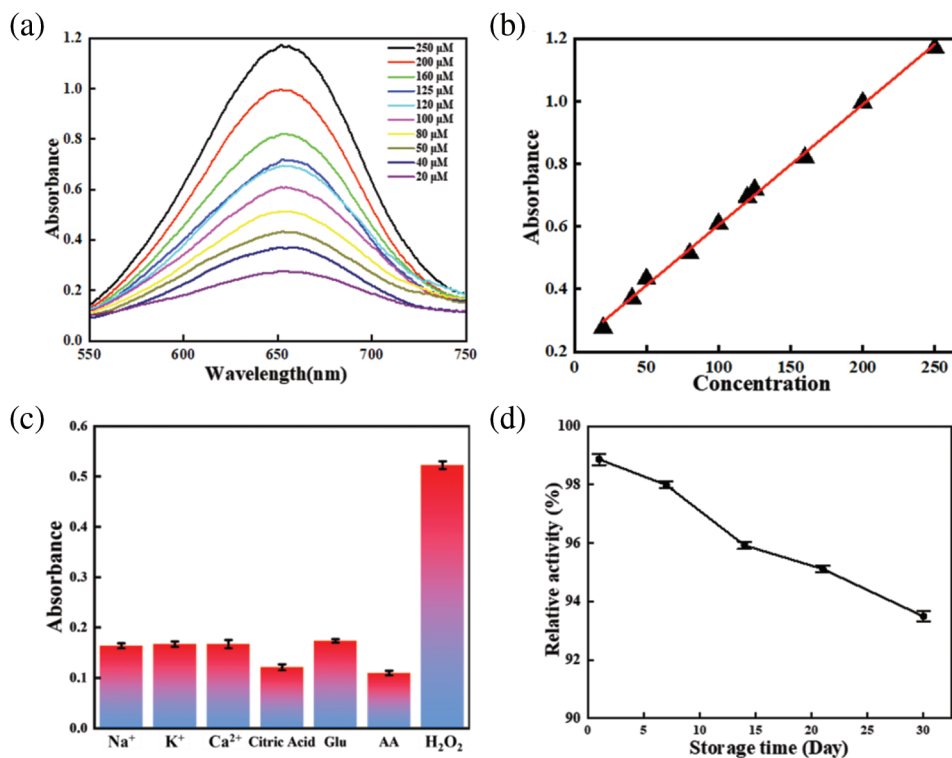 (a)
1.2
1.0
0.8
0.6
0.4
0.2
0.0
Absorbance
250 μM
200 μM
160 μM
125 μM
120 μM
100 μM
80 μM
50 μM
40 μM
20 μM
550 600 650 700 750
Wavelength(nm)
(b)
1.2
1.0
0.8
0.6
0.4
0.2
Absorbance
0 50 100 150 200 250
Concentration
(c)
0.6
0.5
0.4
0.3
0.2
0.1
0.0
Absorbance
Na⁺ K⁺ Ca²⁺ Citric Acid Glu AA H₂O₂
(d)
100
98
96
94
92
90
Relative activity (%)
0 10 20 30
Storage time (Day)